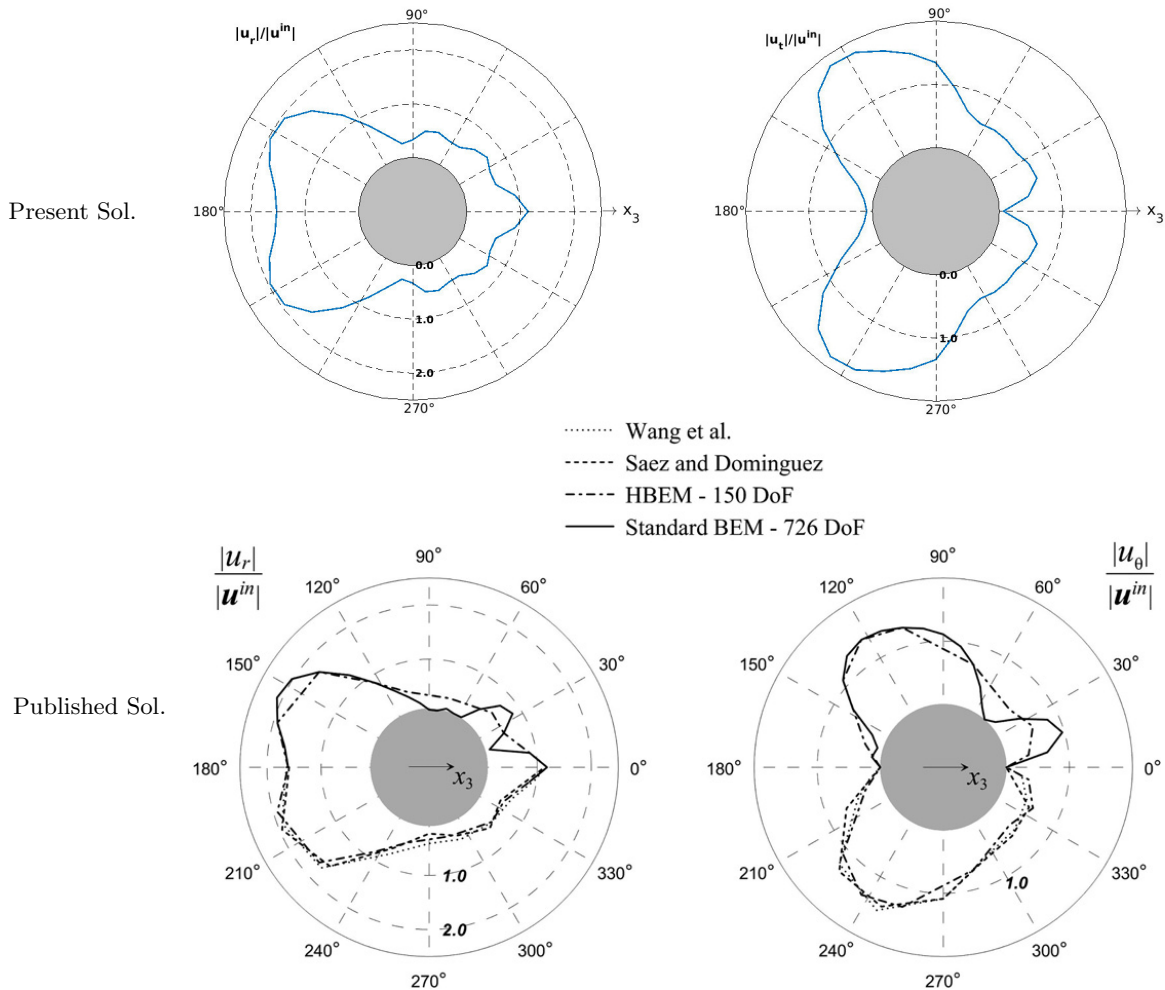 90°
|u_r|/|u^in|
180°
x_3
0.0
1.0
2.0
270°
90°
|u_t|/|u^in|
180°
x_3
0.0
1.0
270°
Present Sol.
Wang et al.
Saez and Dominguez
HBEM - 150 DoF
Standard BEM - 726 DoF
|u_r|
|u^in|
90°
120°
60°
150°
30°
180°
x_3
0°
210°
330°
1.0
2.0
240°
300°
270°
|u_θ|
|u^in|
90°
120°
60°
150°
30°
180°
x_3
0°
210°
330°
1.0
240°
300°
270°
Published Sol.